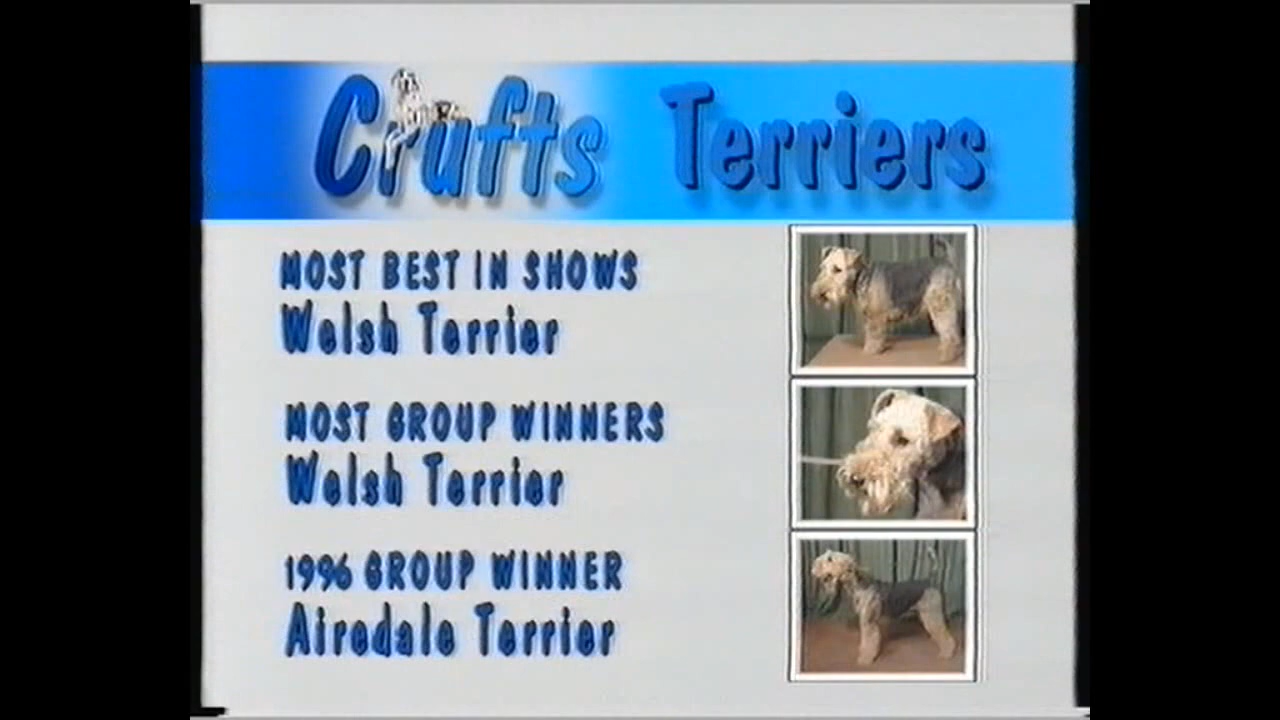 Crufts Terriers
MOST BEST IN SHOWS
Welsh Terrier
MOST GROUP WINNERS
Welsh Terrier
1996 GROUP WINNER
Airedale Terrier